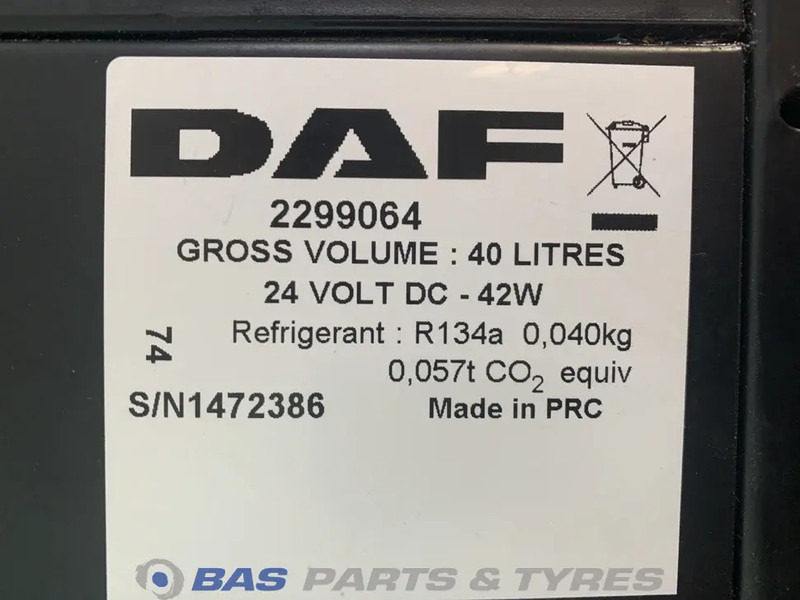 DAF
2299064
GROSS VOLUME : 40 LITRES
24 VOLT DC - 42W
Refrigerant : R134a 0,040kg
0,057t CO2 equiv
74
S/N1472386 Made in PRC
BAS PARTS & TYRES